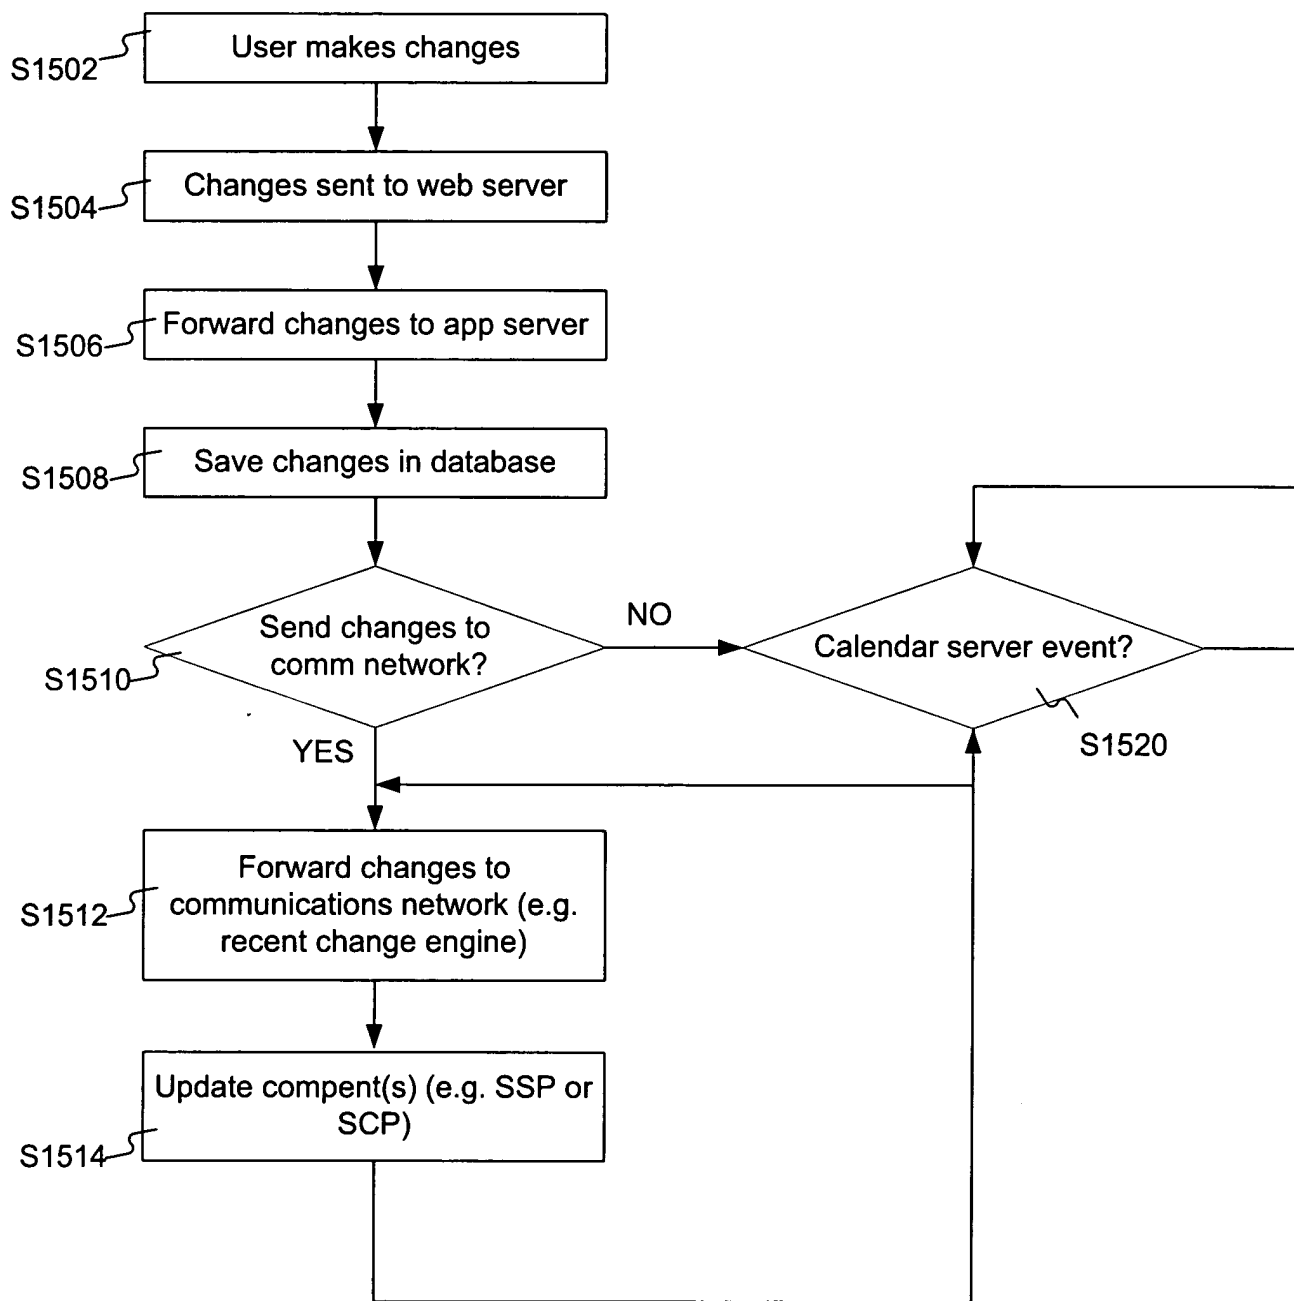 User makes changes
S1502
Changes sent to web server
S1504
Forward changes to app server
S1506
Save changes in database
S1508
Send changes to
comm network?
S1510
NO
Calendar server event?
S1520
YES
Forward changes to
communications network (e.g.
recent change engine)
S1512
Update compent(s) (e.g. SSP or
SCP)
S1514